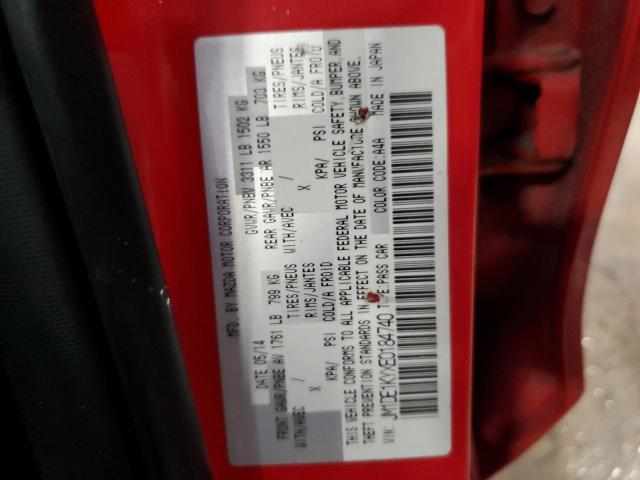 MFD. BY MAZDA MOTOR CORPORATION
DATE 05/14 GVWR/PNBV 3311 LB 1502 KG
FRONT GAWR/PNBE AV 1761 LB 799 KG REAR GAWR/PNBE AR 1550 LB 703 KG
WITH/AVEC / TIRES/PNEUS WITH/AVEC / TIRES/PNEUS
X RIMS/JANTES X RIMS/JANTES
KPA/ PSI COLD/A FROID KPA/ PSI COLD/A FROID
THIS VEHICLE CONFORMS TO ALL APPLICABLE FEDERAL MOTOR VEHICLE SAFETY, BUMPER, AND
THEFT PREVENTION STANDARDS IN EFFECT ON THE DATE OF MANUFACTURE SHOWN ABOVE.
VIN: TYPE:PASS CAR COLOR CODE:A4A MADE IN JAPAN